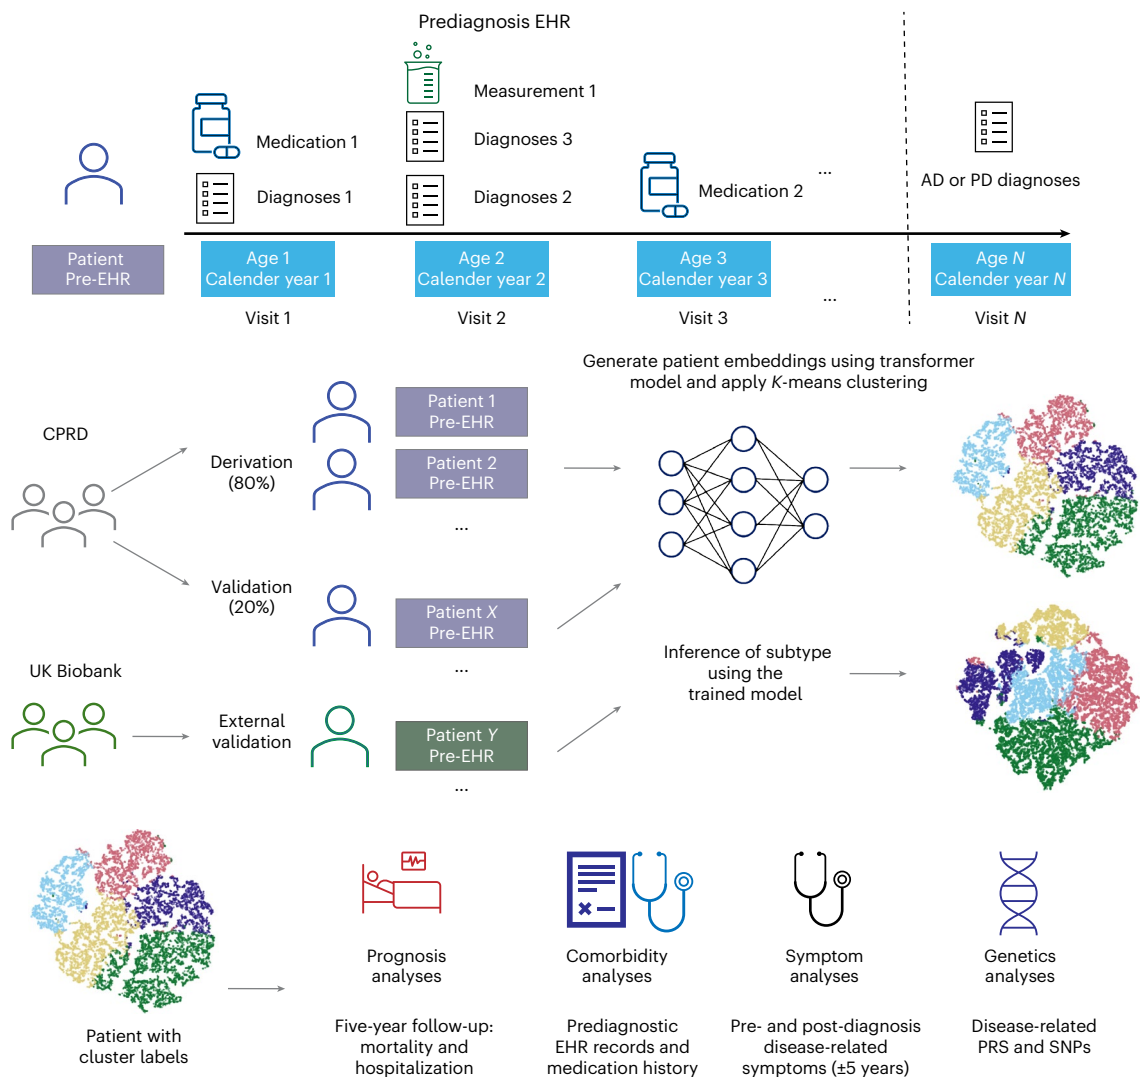 Prediagnosis EHR
Measurement 1
Medication 1
Diagnoses 3
Diagnoses 1
Diagnoses 2
Medication 2
...
AD or PD diagnoses
Patient
Pre-EHR
Age 1
Calender year 1
Age 2
Calender year 2
Age 3
Calender year 3
...
Age N
Calender year N
Visit 1
Visit 2
Visit 3
Visit N
Generate patient embeddings using transformer
model and apply K-means clustering
CPRD
Derivation
(80%)
Patient 1
Pre-EHR
Patient 2
Pre-EHR
...
Validation
(20%)
Patient X
Pre-EHR
...
UK Biobank
External
validation
Patient Y
Pre-EHR
...
Inference of subtype
using the
trained model
Patient with
cluster labels
Prognosis
analyses
Five-year follow-up:
mortality and
hospitalization
Comorbidity
analyses
Prediagnostic
EHR records and
medication history
Symptom
analyses
Pre- and post-diagnosis
disease-related
symptoms (±5 years)
Genetics
analyses
Disease-related
PRS and SNPs